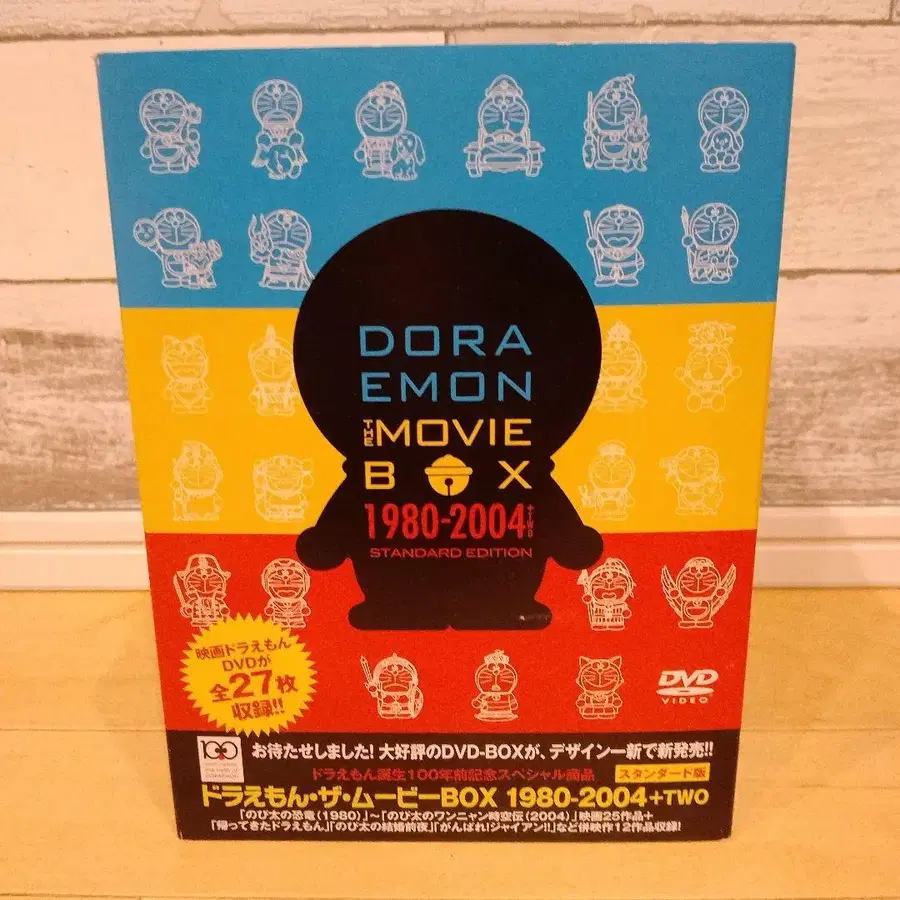 DORA
EMON
THE MOVIE
BOX
1980-2004 +TWO
STANDARD EDITION
映画ドラえもん
DVDが
全27枚
収録!!
DVD
VIDEO
100
お待たせしました!大好評のDVD-BOXが、デザイン一新で新発売!!
ドラえもん誕生100年前記念スペシャル商品 スタンダード版
ドラえもん・ザ・ムービーBOX 1980-2004+TWO
「のび太の恐竜(1980)」~「のび太のワンニャン時空伝(2004)」映画25作品+
「帰ってきたドラえもん」「のび太の結婚前夜」「がんばれ!ジャイアン!!」など併映作12作品収録!